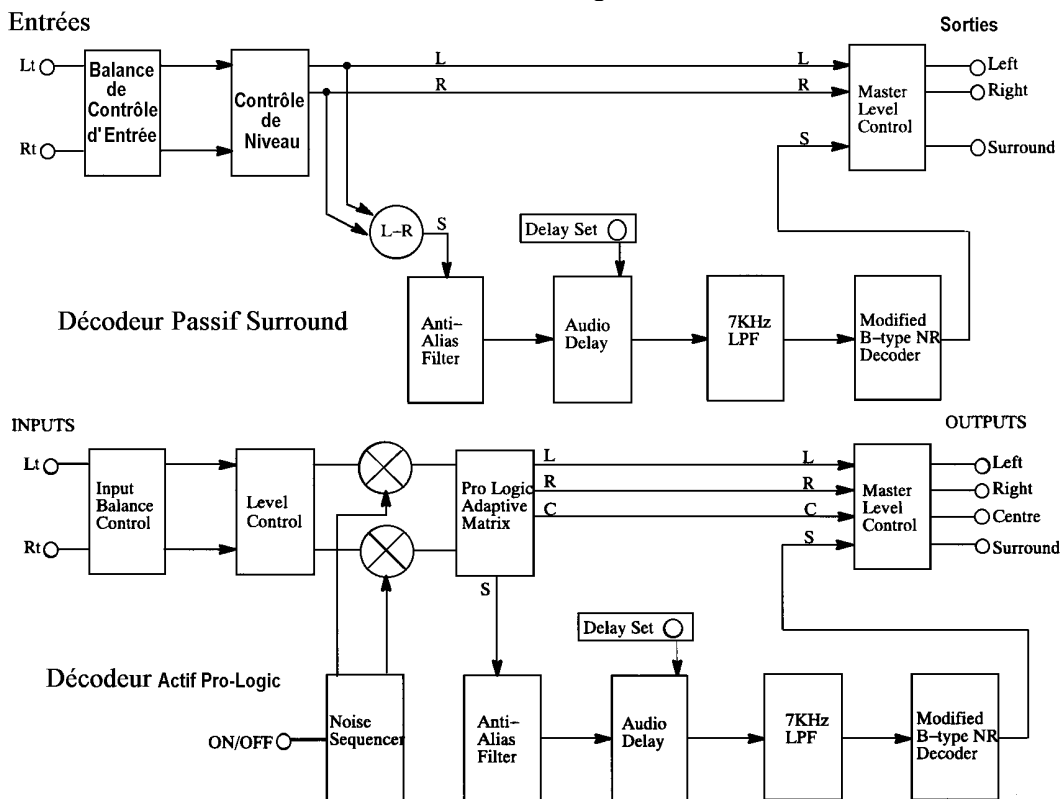 Entrées
Sorties
Lt
Rt
Balance
de
Contrôle
d'Entrée
Contrôle
de
Niveau
L
R
L
R
S
Master
Level
Control
Left
Right
Surround
L-R
S
Delay Set
Décodeur Passif Surround
Anti-
Alias
Filter
Audio
Delay
7KHz
LPF
Modified
B-type NR
Decoder
INPUTS
OUTPUTS
Lt
Rt
Input
Balance
Control
Level
Control
Pro Logic
Adaptive
Matrix
L
R
C
S
L
R
C
S
Master
Level
Control
Left
Right
Centre
Surround
Delay Set
Décodeur Actif Pro-Logic
ON/OFF
Noise
Sequencer
Anti-
Alias
Filter
Audio
Delay
7KHz
LPF
Modified
B-type NR
Decoder